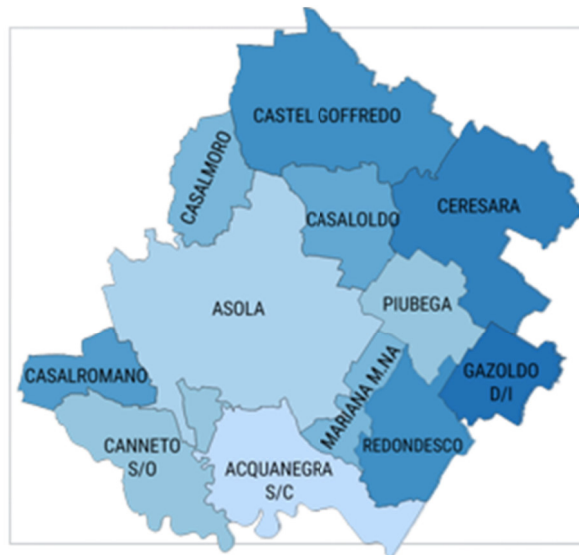 CASTEL GOFFREDO
CASALMORO
CASALOLDO
CERESARA
ASOLA
PIUBEGA
CASALROMANO
MARIANA M.NA
GAZOLDO
D/I
CANNETO
S/O
ACQUANEGRA
S/C
REDONDESCO